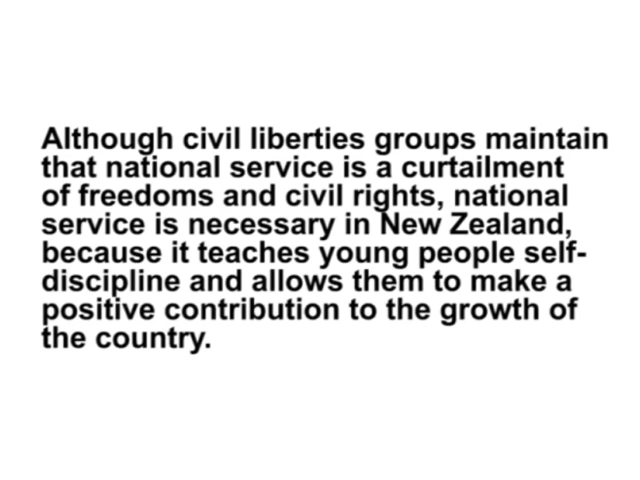 Although civil liberties groups maintain
that national service is a curtailment
of freedoms and civil rights, national
service is necessary in New Zealand,
because it teaches young people self-
discipline and allows them to make a
positive contribution to the growth of
the country.